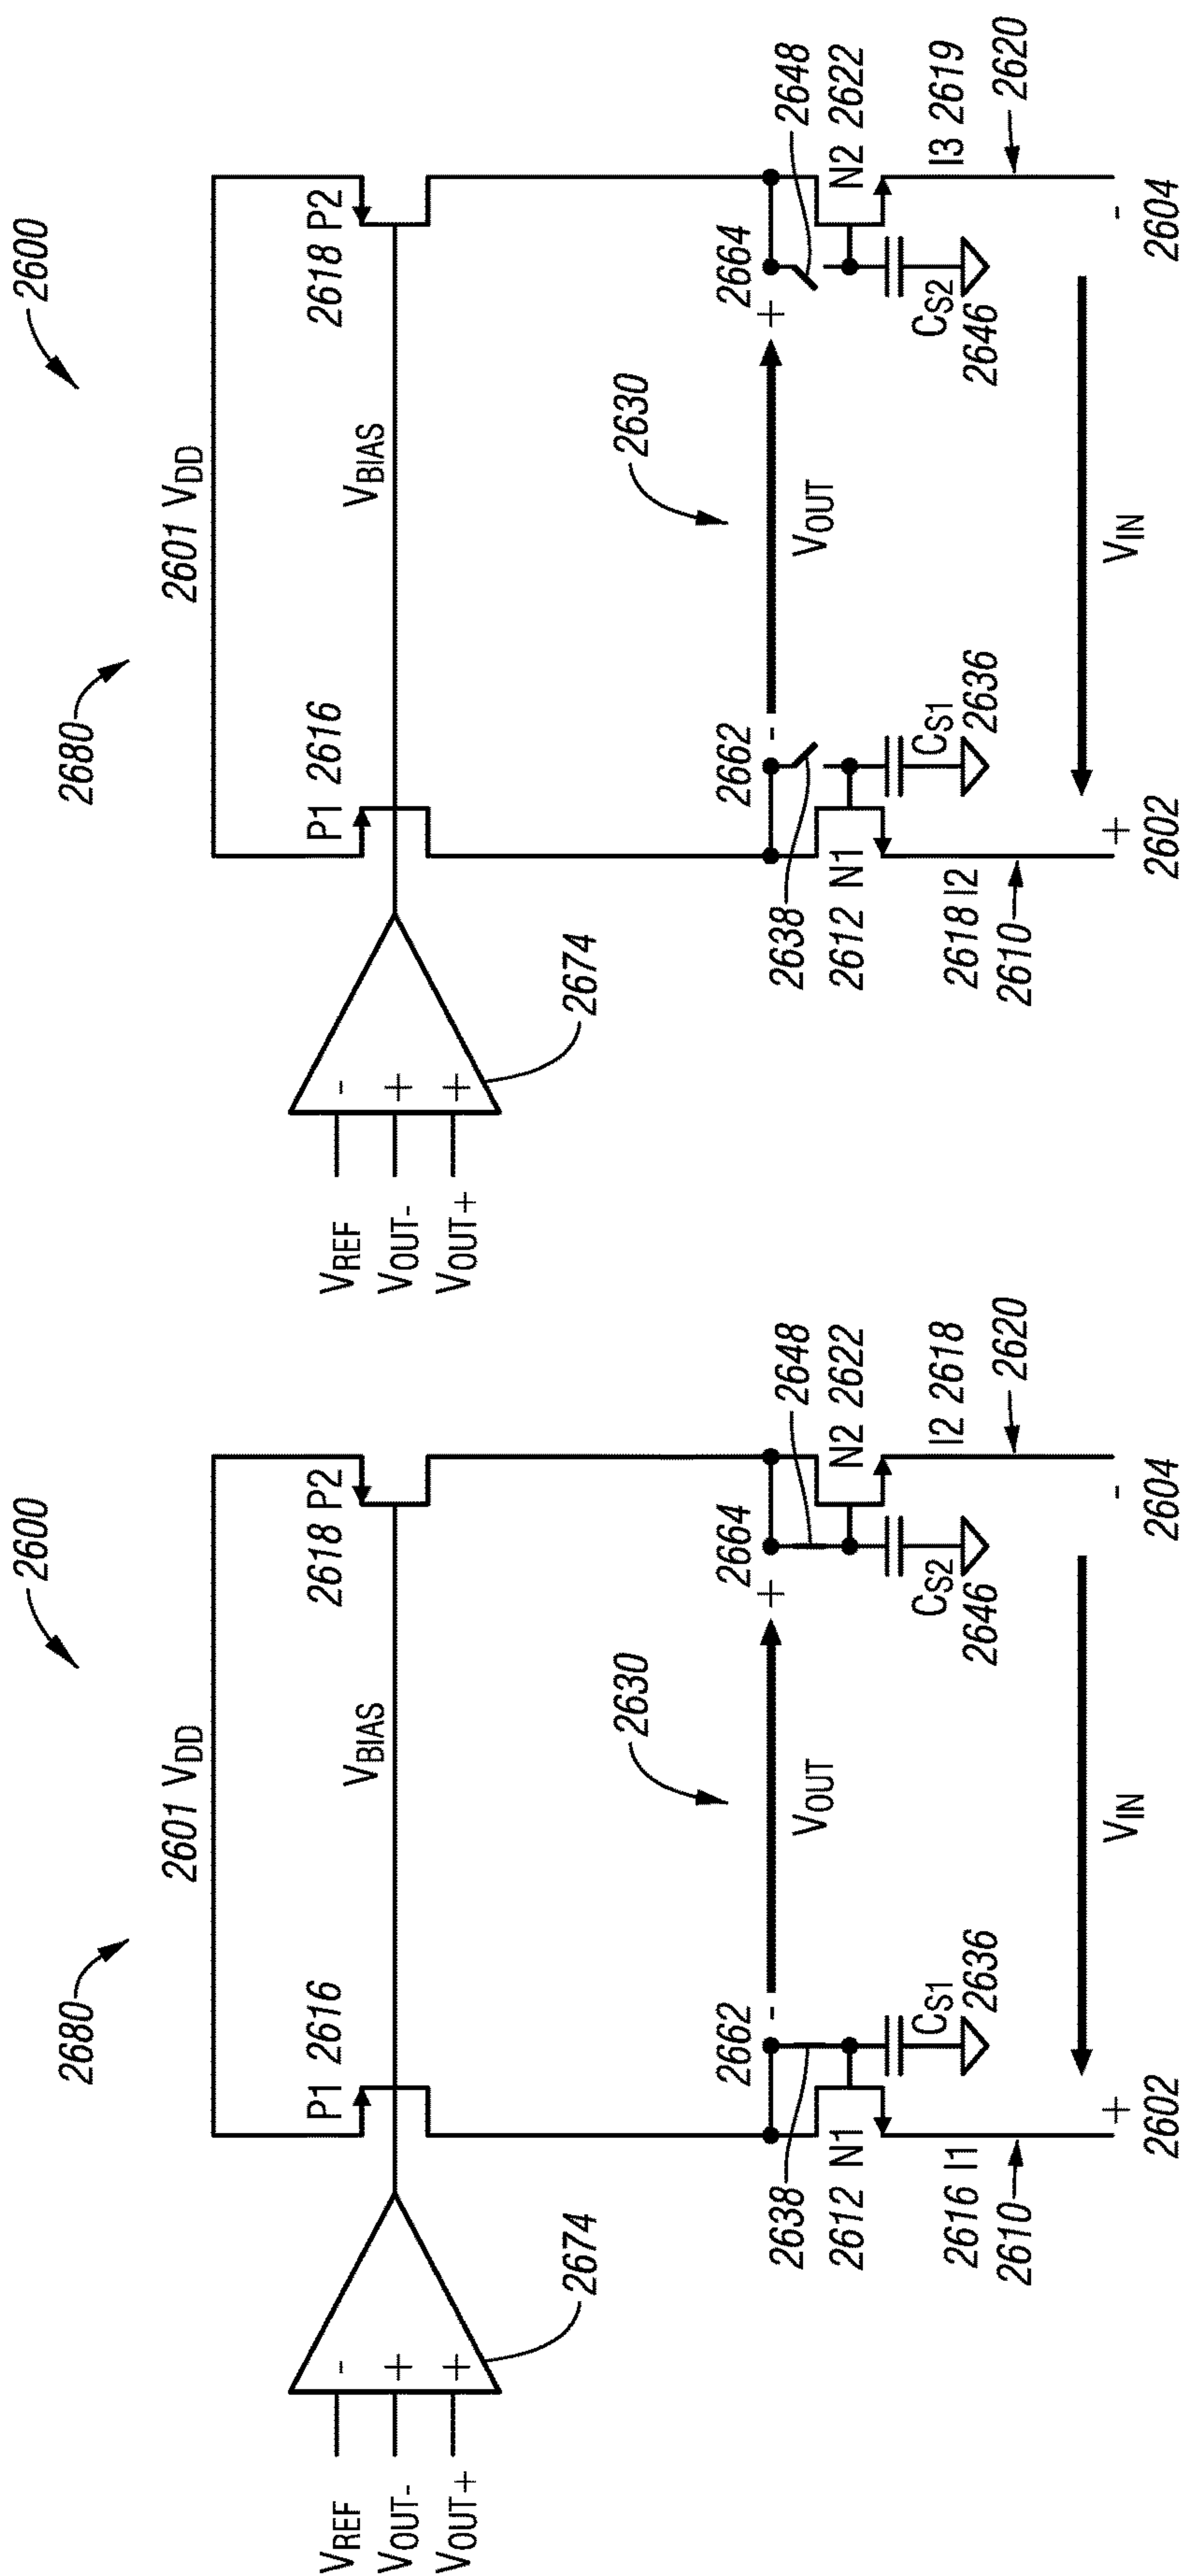 2600
2680
2601 VDD
P1 2616
2618 P2
VBIAS
VREF
VOUT-
VOUT+
-
+
+
2674
2630
2662
-
+
2664
VOUT
2638
2648
2612 N1
N2 2622
CS1
2636
CS2
2646
2616 I1
2610
I2 2618
2620
VIN
+
2602
-
2604
2600
2680
2601 VDD
P1 2616
2618 P2
VBIAS
VREF
VOUT-
VOUT+
-
+
+
2674
2630
2662
-
+
2664
VOUT
2638
2648
2612 N1
N2 2622
CS1
2636
CS2
2646
2618 I2
2610
I3 2619
2620
VIN
+
2602
-
2604